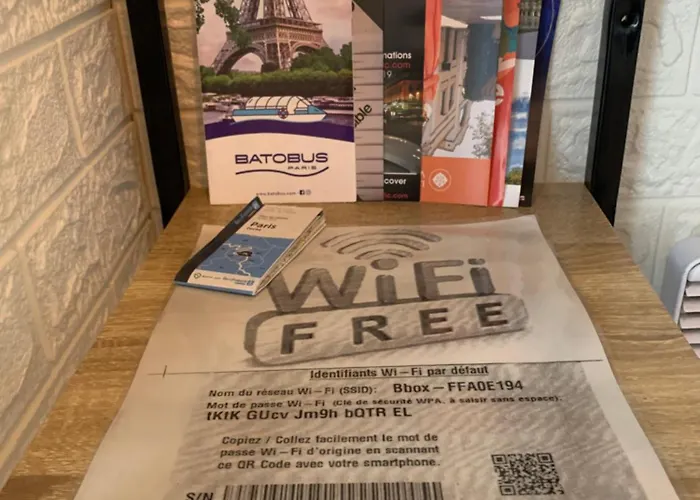 BATOBUS
PARIS
www.batobus.com
cover
Paris
WiFi
FREE
Identifiants Wi-Fi par défaut
Nom du réseau Wi-Fi (SSID): Bbox-FFA0E194
Mot de passe Wi-Fi (Clé de sécurité WPA, à saisir sans espace):
tKtK GUcv Jm9h bQTR EL
Copiez / Collez facilement le mot de
passe Wi-Fi d'origine en scannant
ce QR Code avec votre smartphone.
S/N